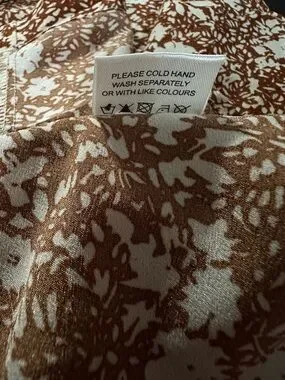 PLEASE COLD HAND
WASH SEPARATELY
OR WITH LIKE COLOURS